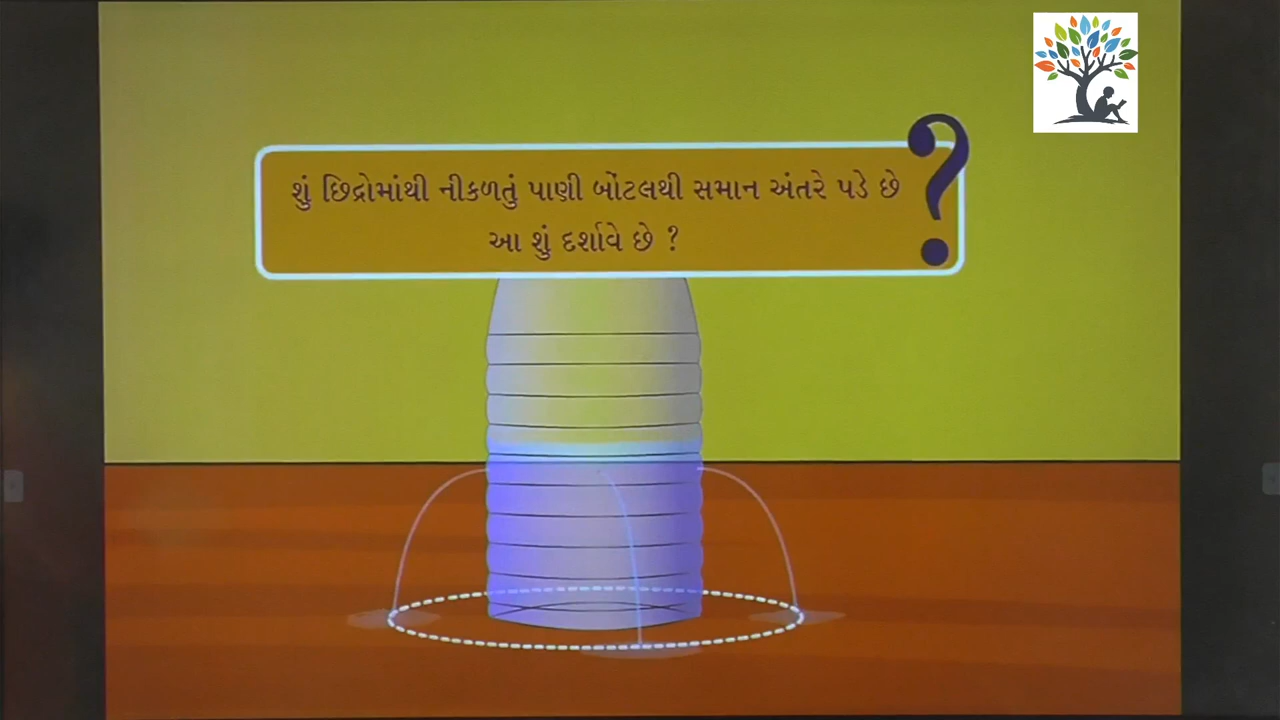 શું છિદ્રોમાંથી નીકળતું પાણી બૉટલથી સમાન અંતરે પડે છે
આ શું દર્શાવે છે ?
?